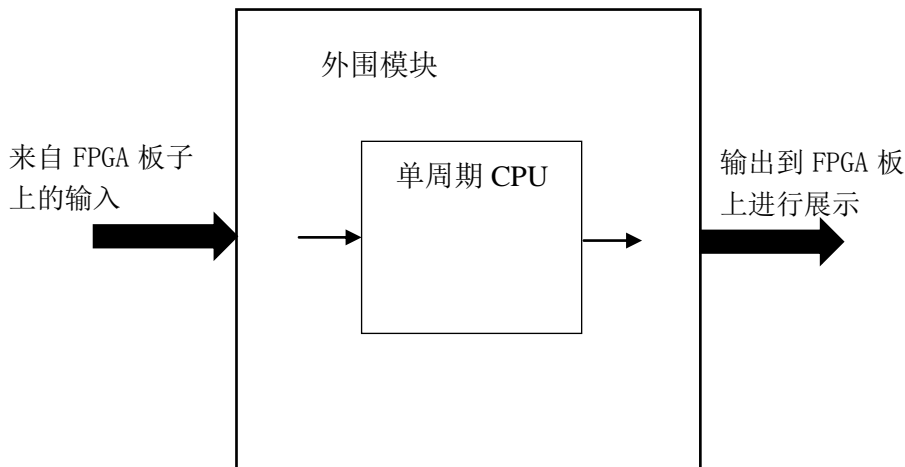 外围模块
来自 FPGA 板子
上的输入
单周期 CPU
输出到 FPGA 板
上进行展示